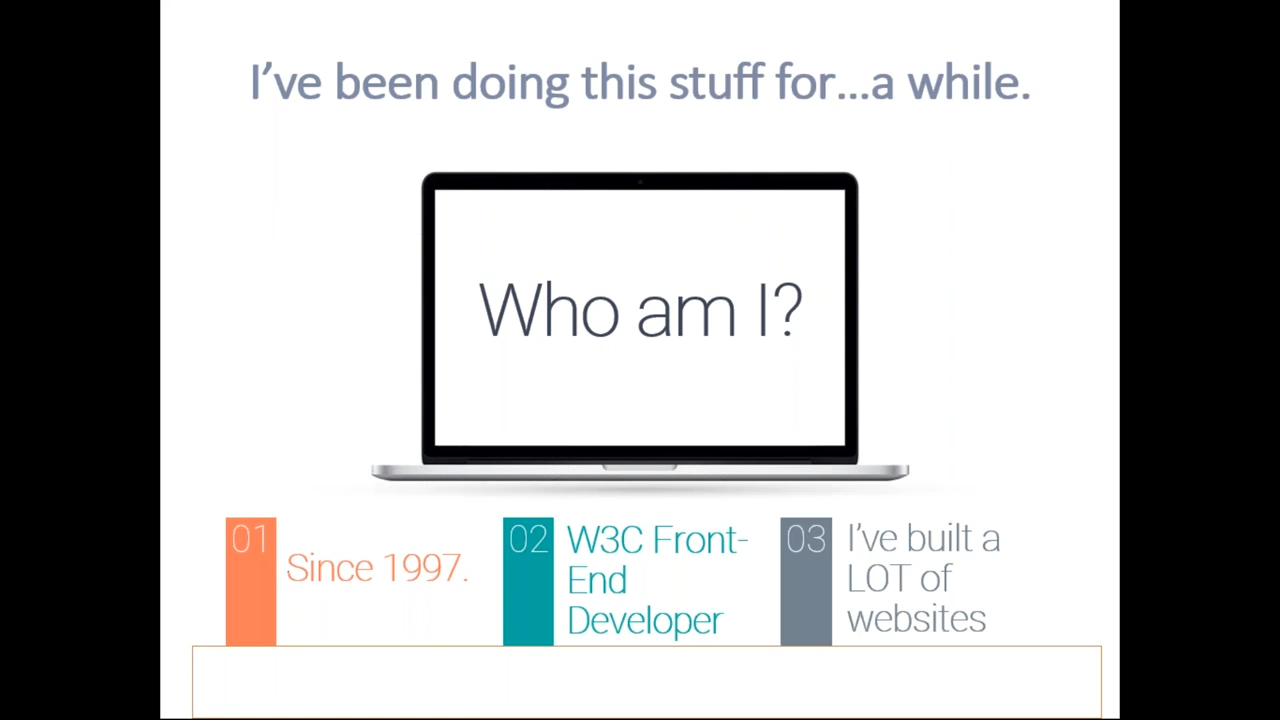 I’ve been doing this stuff for...a while.
Who am I?
01
Since 1997.
02
W3C Front-
End
Developer
03
I’ve built a
LOT of
websites